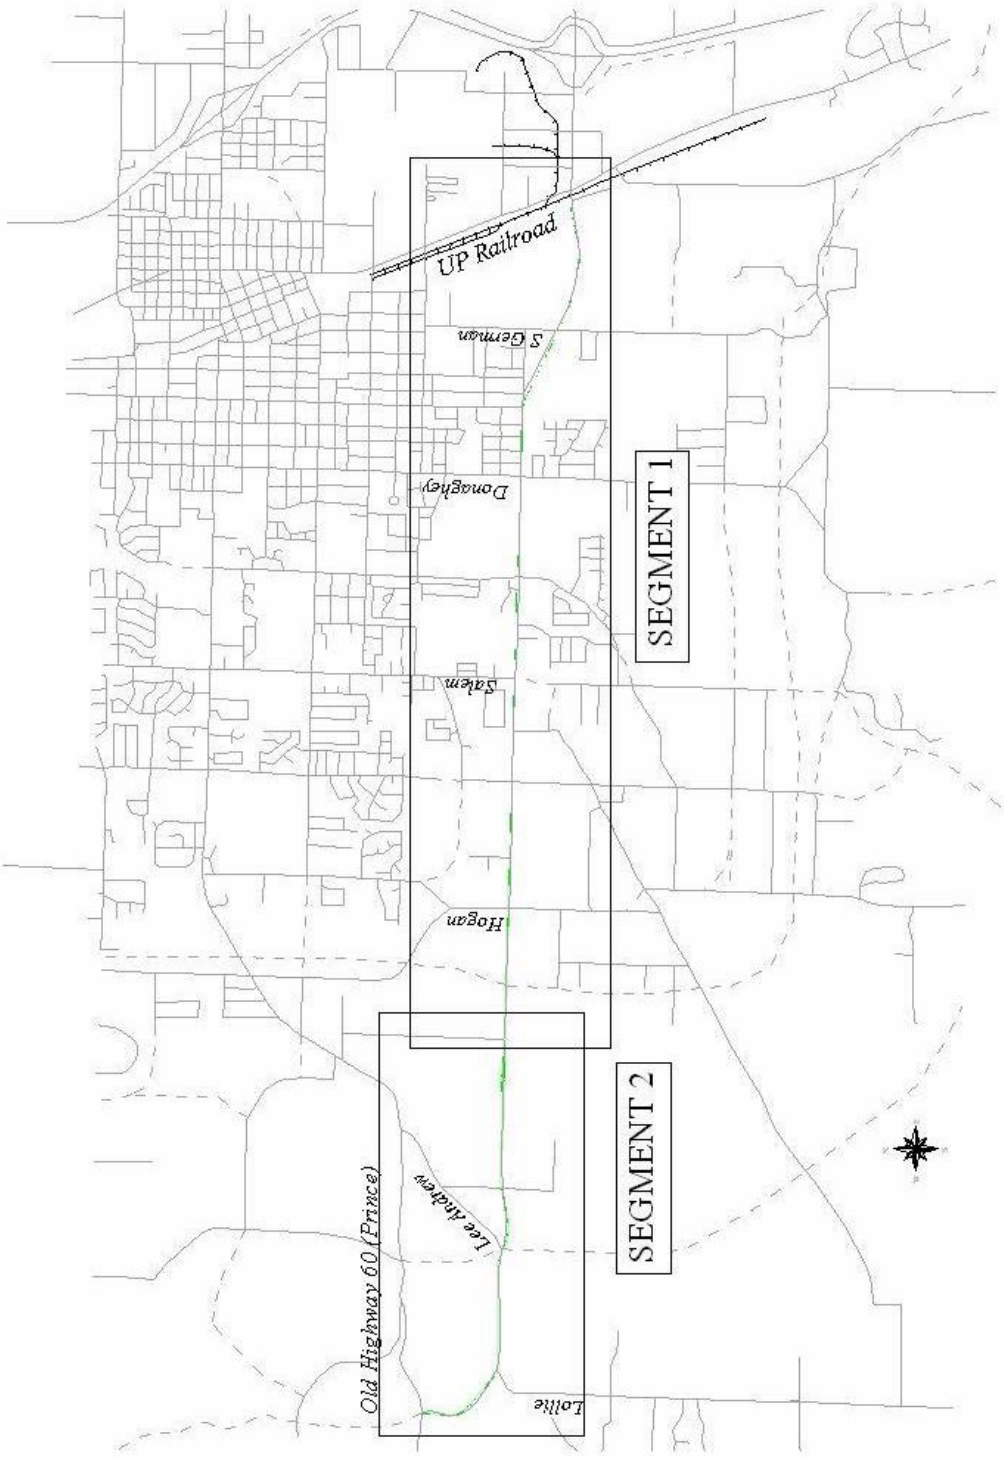 UP Railroad
S German
Donaghey
SEGMENT 1
Salem
Hogan
SEGMENT 2
Old Highway 60 (Prince)
Lee Andrew
Lollie